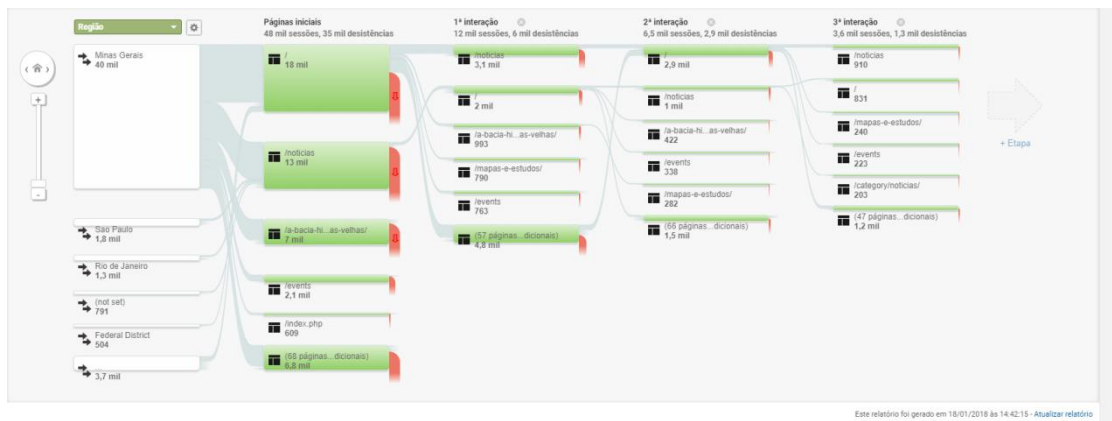 Região
Minas Gerais
40 mil
Sao Paulo
1,8 mil
Rio de Janeiro
1,3 mil
(not set)
791
Federal District
504
...
3,7 mil
Páginas iniciais
48 mil sessões, 35 mil desistências
/
18 mil
/noticias
13 mil
/a-bacia-hi...as-velhas/
7 mil
/events
2,1 mil
/index.php
609
(68 páginas...dicionais)
6,8 mil
1ª interação
12 mil sessões, 6 mil desistências
/noticias
3,1 mil
/
2 mil
/a-bacia-hi...as-velhas/
993
/mapas-e-estudos/
790
/events
763
(57 páginas...dicionais)
4,8 mil
2ª interação
6,5 mil sessões, 2,9 mil desistências
/
2,9 mil
/noticias
1 mil
/a-bacia-hi...as-velhas/
422
/events
338
/mapas-e-estudos/
282
(66 páginas...dicionais)
1,5 mil
3ª interação
3,6 mil sessões, 1,3 mil desistências
/noticias
910
/
831
/mapas-e-estudos/
240
/events
223
/category/noticias/
203
(47 páginas...dicionais)
1,2 mil
+ Etapa
Este relatório foi gerado em 18/01/2018 às 14:42:15 - Atualizar relatório